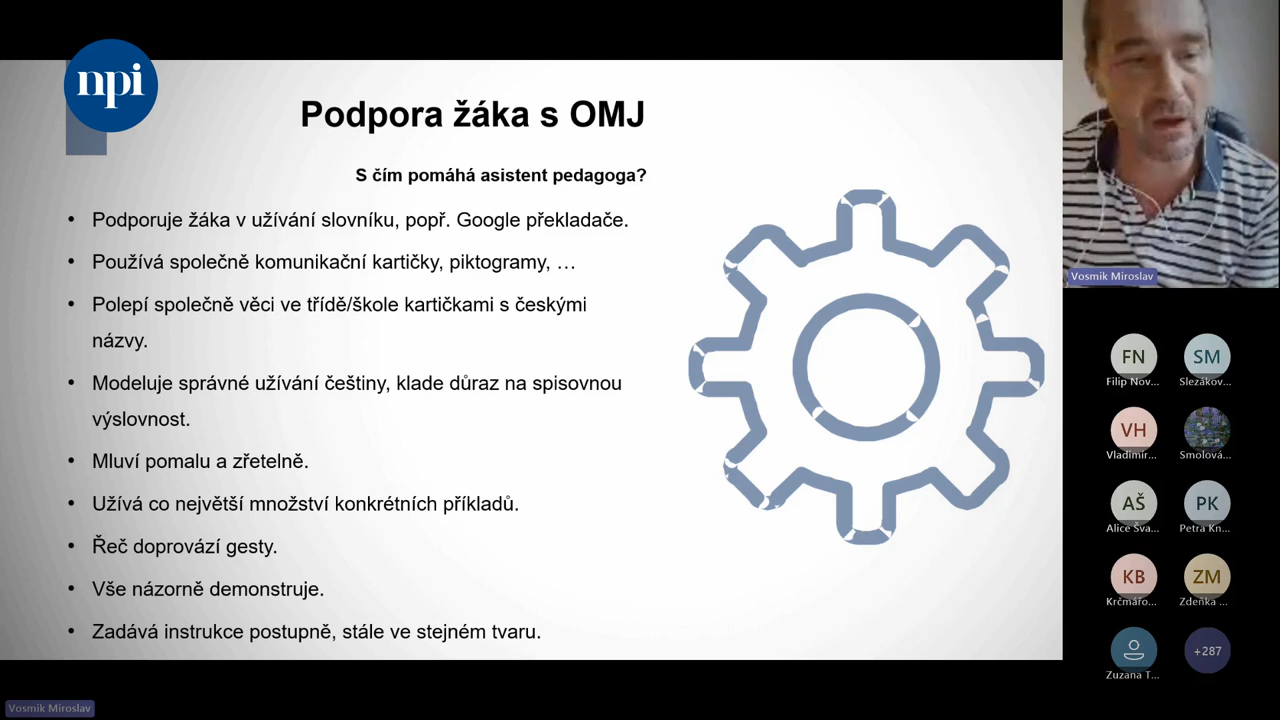 npi
Podpora žáka s OMJ
S čím pomáhá asistent pedagoga?
• Podporuje žáka v užívání slovníku, popř. Google překladače.
• Používá společně komunikační kartičky, piktogramy, …
• Polepí společně věci ve třídě/škole kartičkami s českými
názvy.
• Modeluje správné užívání češtiny, klade důraz na spisovnou
výslovnost.
• Mluví pomalu a zřetelně.
• Užívá co největší množství konkrétních příkladů.
• Řeč doprovází gesty.
• Vše názorně demonstruje.
• Zadává instrukce postupně, stále ve stejném tvaru.
Vosmik Miroslav
FN
Filip Nov...
SM
Slezákov...
VH
Vladimír...
Smolová...
AŠ
Alice Šva...
PK
Petra Kn...
KB
Krčmářo...
ZM
Zdeňka ...
Zuzana T...
+287
Vosmik Miroslav